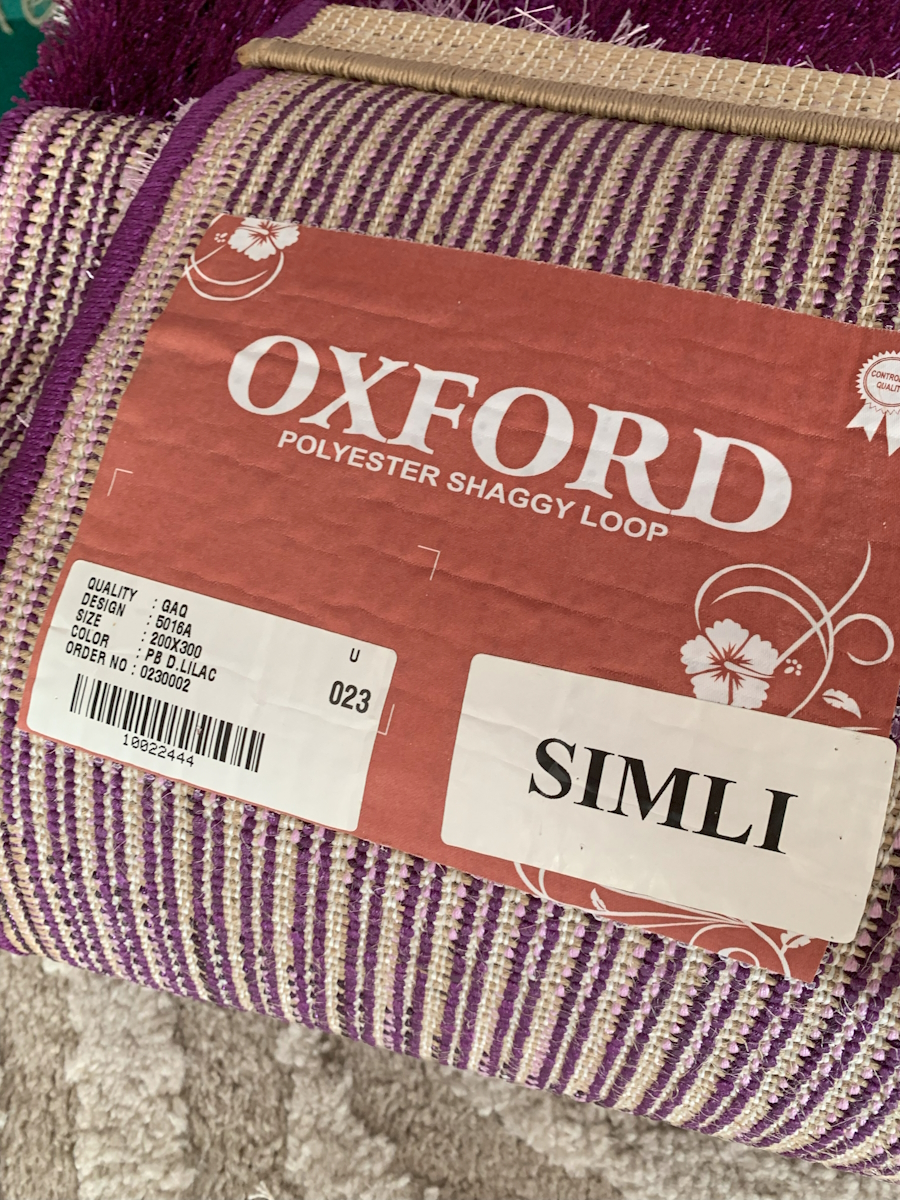 OXFORD
POLYESTER SHAGGY LOOP
QUALITY : GAQ
DESIGN : 5016A
SIZE : 200X300
COLOR : PB D.LILAC
ORDER NO : 0230002
U
023
10022444
SIMLI